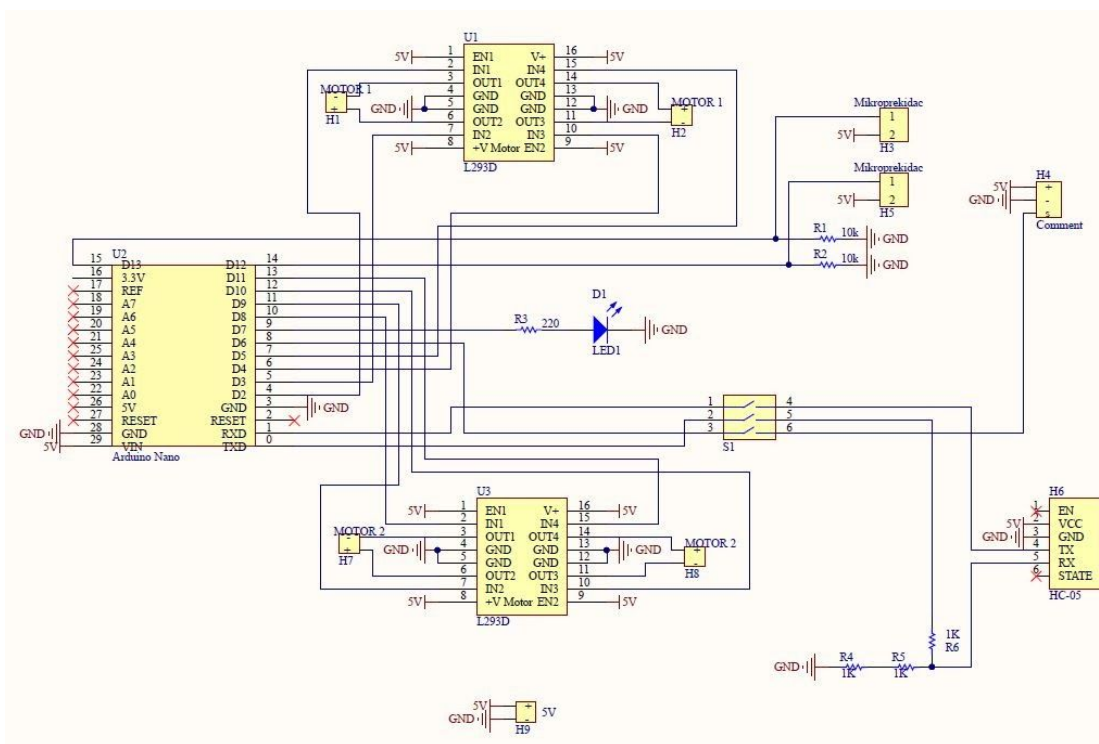 U1
5V 1 EN1 V+ 16 5V
2 IN1 IN4 15
3 OUT1 OUT4 14
MOTOR 1 - + H1
GND 4 GND GND 13
5 GND GND 12 GND
MOTOR 1 + - H2
6 OUT2 OUT3 11
7 IN2 IN3 10
5V 8 +V Motor EN2 9 5V
L293D
Mikroprekidac
1
5V 2
H3
Mikroprekidac
1
5V 2
H5
H4
5V +
GND -
s
Comment
R1 10k GND
R2 10k GND
U2
15 D13 D12 14
16 3.3V D11 13
17 REF D10 12
18 A7 D9 11
19 A6 D8 10
20 A5 D7 9
21 A4 D6 8
25 A3 D5 7
24 A2 D4 6
23 A1 D3 5
22 A0 D2 4
26 5V GND 3 GND
27 RESET RESET 2
GND 28 GND RXD 1
5V 29 VIN TXD 0
Arduino Nano
D1
R3 220 GND
LED1
1 4
2 5
3 6
S1
U3
5V 1 EN1 V+ 16 5V
2 IN1 IN4 15
3 OUT1 OUT4 14
MOTOR 2 - + H7
GND 4 GND GND 13 GND
5 GND GND 12
MOTOR 2 + - H8
6 OUT2 OUT3 11
7 IN2 IN3 10
5V 8 +V Motor EN2 9 5V
L293D
H6
1 EN
5V 2 VCC
GND 3 GND
4 TX
5 RX
6 STATE
HC-05
1K
R6
GND R4 R5
1K 1K
5V + 5V
GND -
H9